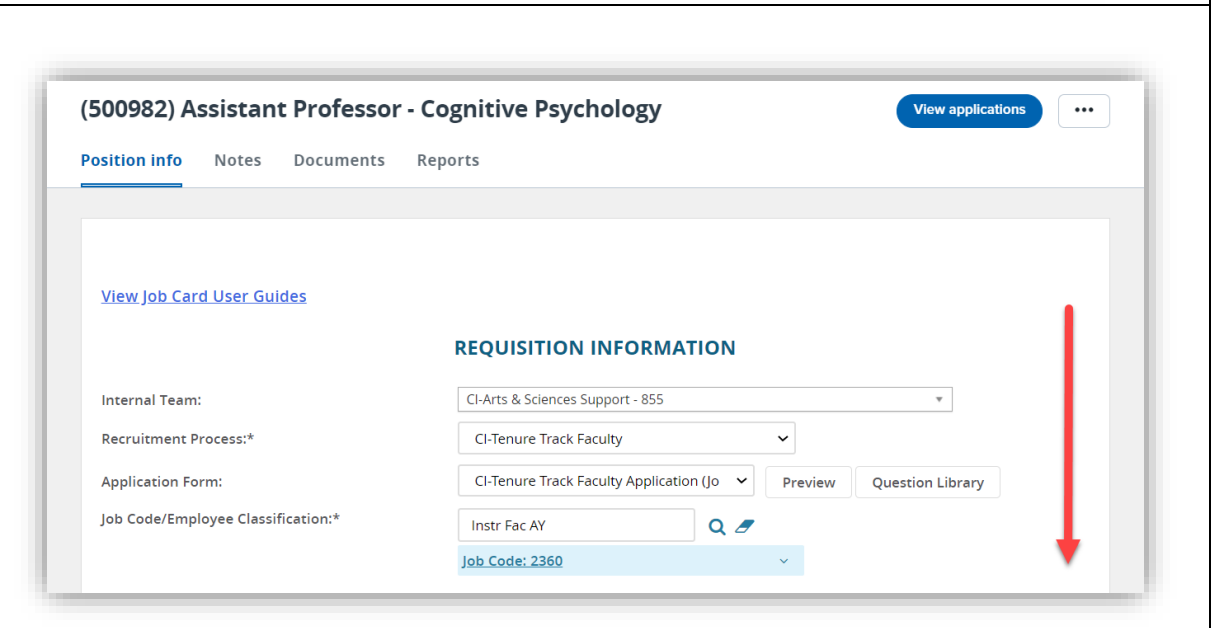 (500982) Assistant Professor - Cognitive Psychology
View applications
•••
Position info Notes Documents Reports
View Job Card User Guides
REQUISITION INFORMATION
Internal Team: CI-Arts & Sciences Support - 855
Recruitment Process:* CI-Tenure Track Faculty
Application Form: CI-Tenure Track Faculty Application (Jo Preview Question Library
Job Code/Employee Classification:* Instr Fac AY
Job Code: 2360